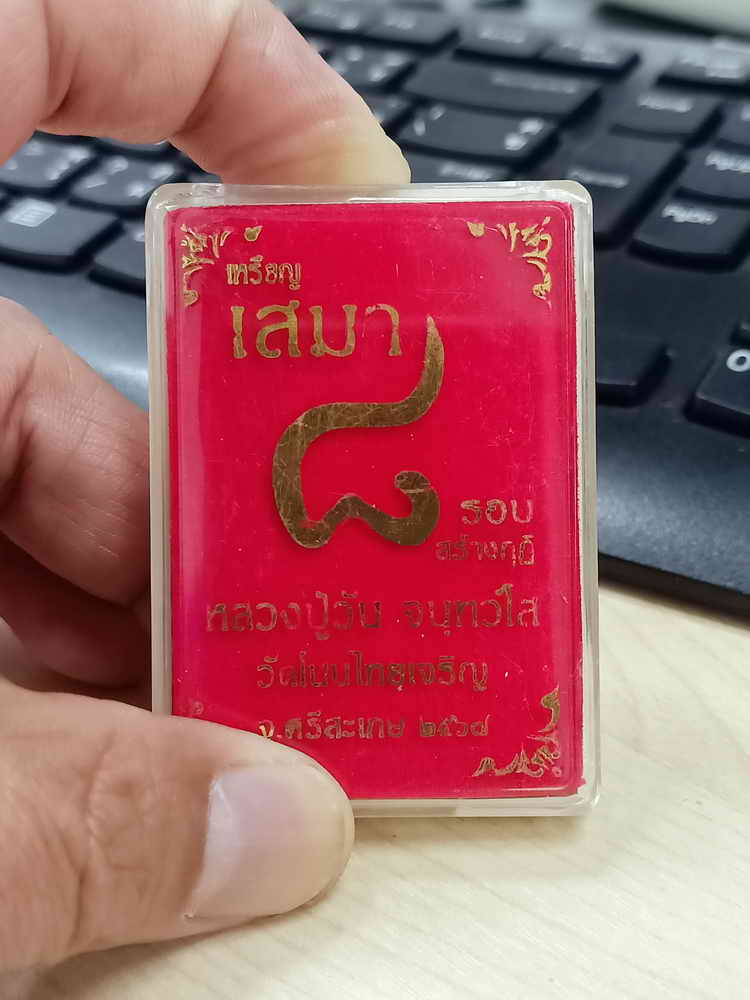 เหรียญ
เสมา
๘
รอบ
สร้างกุฏิ
หลวงปู่วัน จนฺทวํโส
วัดโนนไทยเจริญ
จ.ศรีสะเกษ ๒๕๖๗
PgUp
PgDn